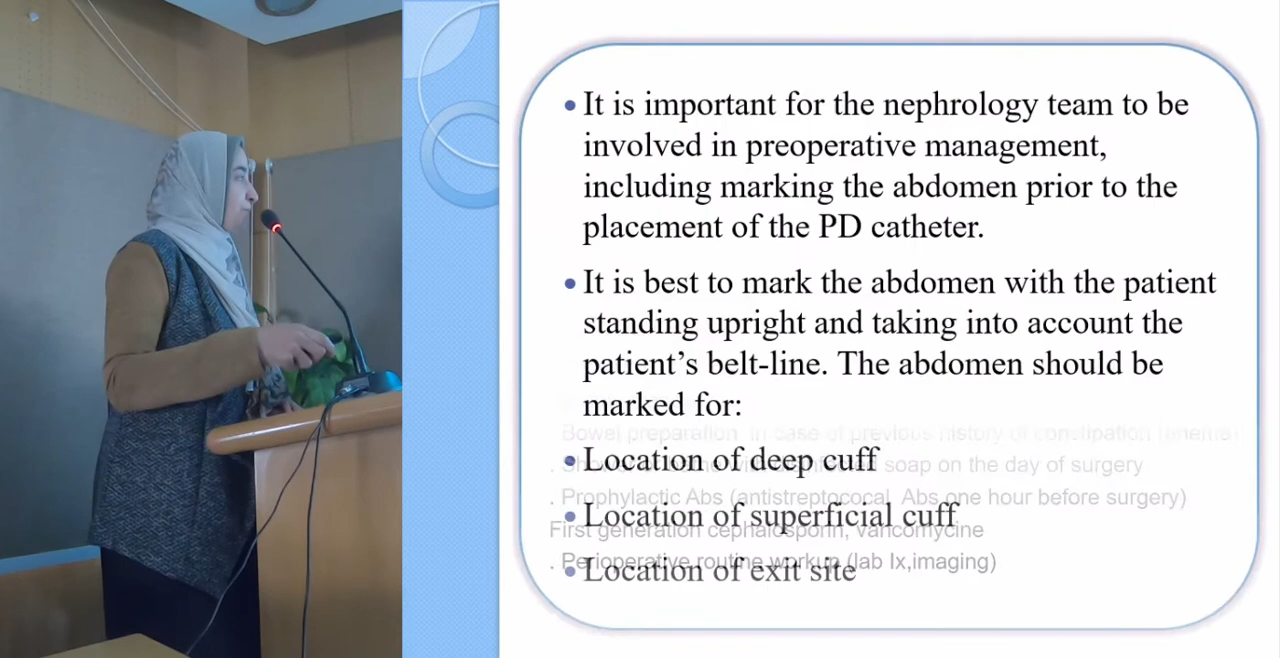 • It is important for the nephrology team to be
involved in preoperative management,
including marking the abdomen prior to the
placement of the PD catheter.
• It is best to mark the abdomen with the patient
standing upright and taking into account the
patient's belt-line. The abdomen should be
marked for:
Bowel preparation in case of previous history of constipation (enema)
• Location of deep cuff
soap on the day of surgery
. Prophylactic Abs (antistreptococal Abs one hour before surgery)
• Location of superficial cuff
First generation cephalosporin, vancomycine
. Perioperative routine workup (lab Ix,imaging)
• Location of exit site